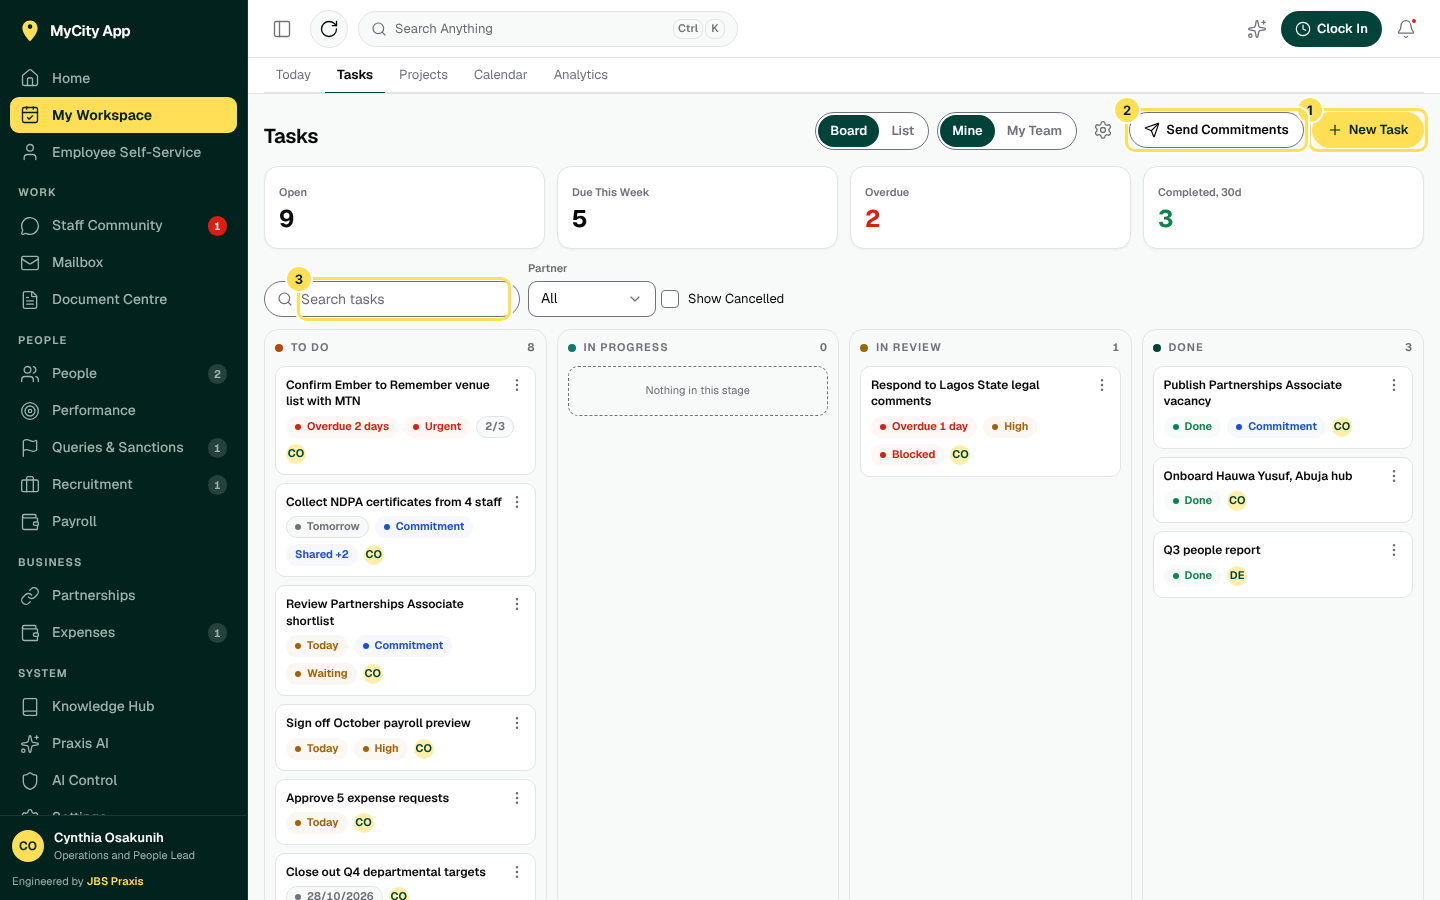 MyCity App
Home
My Workspace
Employee Self-Service
WORK
Staff Community 1
Mailbox
Document Centre
PEOPLE
People 2
Performance
Queries & Sanctions 1
Recruitment 1
Payroll
BUSINESS
Partnerships
Expenses 1
SYSTEM
Knowledge Hub
Praxis AI
AI Control
CO
Cynthia Osakunih
Operations and People Lead
Engineered by JBS Praxis
Search Anything Ctrl K
Clock In
Today Tasks Projects Calendar Analytics
Tasks
Board List
Mine My Team
2 Send Commitments
1 New Task
Open
9
Due This Week
5
Overdue
2
Completed, 30d
3
3
Search tasks
Partner
All
Show Cancelled
TO DO 8
Confirm Ember to Remember venue
list with MTN
Overdue 2 days Urgent 2/3
CO
Collect NDPA certificates from 4 staff
Tomorrow Commitment
Shared +2 CO
Review Partnerships Associate
shortlist
Today Commitment
Waiting CO
Sign off October payroll preview
Today High CO
Approve 5 expense requests
Today CO
Close out Q4 departmental targets
28/10/2026 CO
IN PROGRESS 0
Nothing in this stage
IN REVIEW 1
Respond to Lagos State legal
comments
Overdue 1 day High
Blocked CO
DONE 3
Publish Partnerships Associate
vacancy
Done Commitment CO
Onboard Hauwa Yusuf, Abuja hub
Done CO
Q3 people report
Done DE